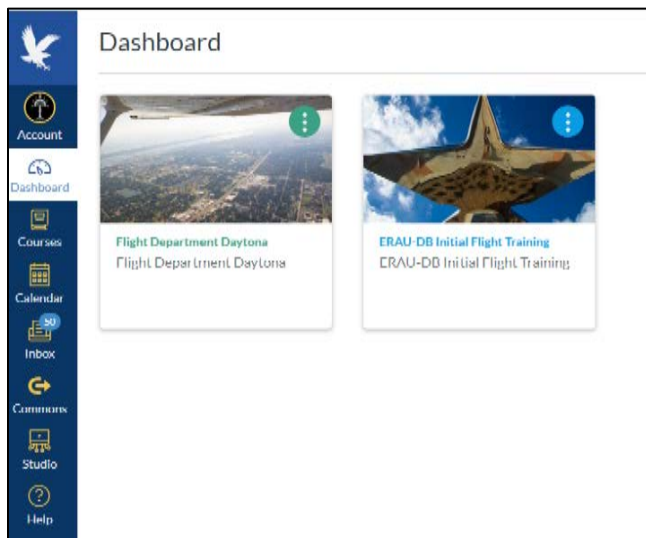 Dashboard
Account
Dashboard
Courses
Calendar
50
Inbox
Commons
Studio
Help
Flight Department Daytona
Flight Department Daytona
ERAU-DB Initial Flight Training
ERAU-DB Initial Flight Training